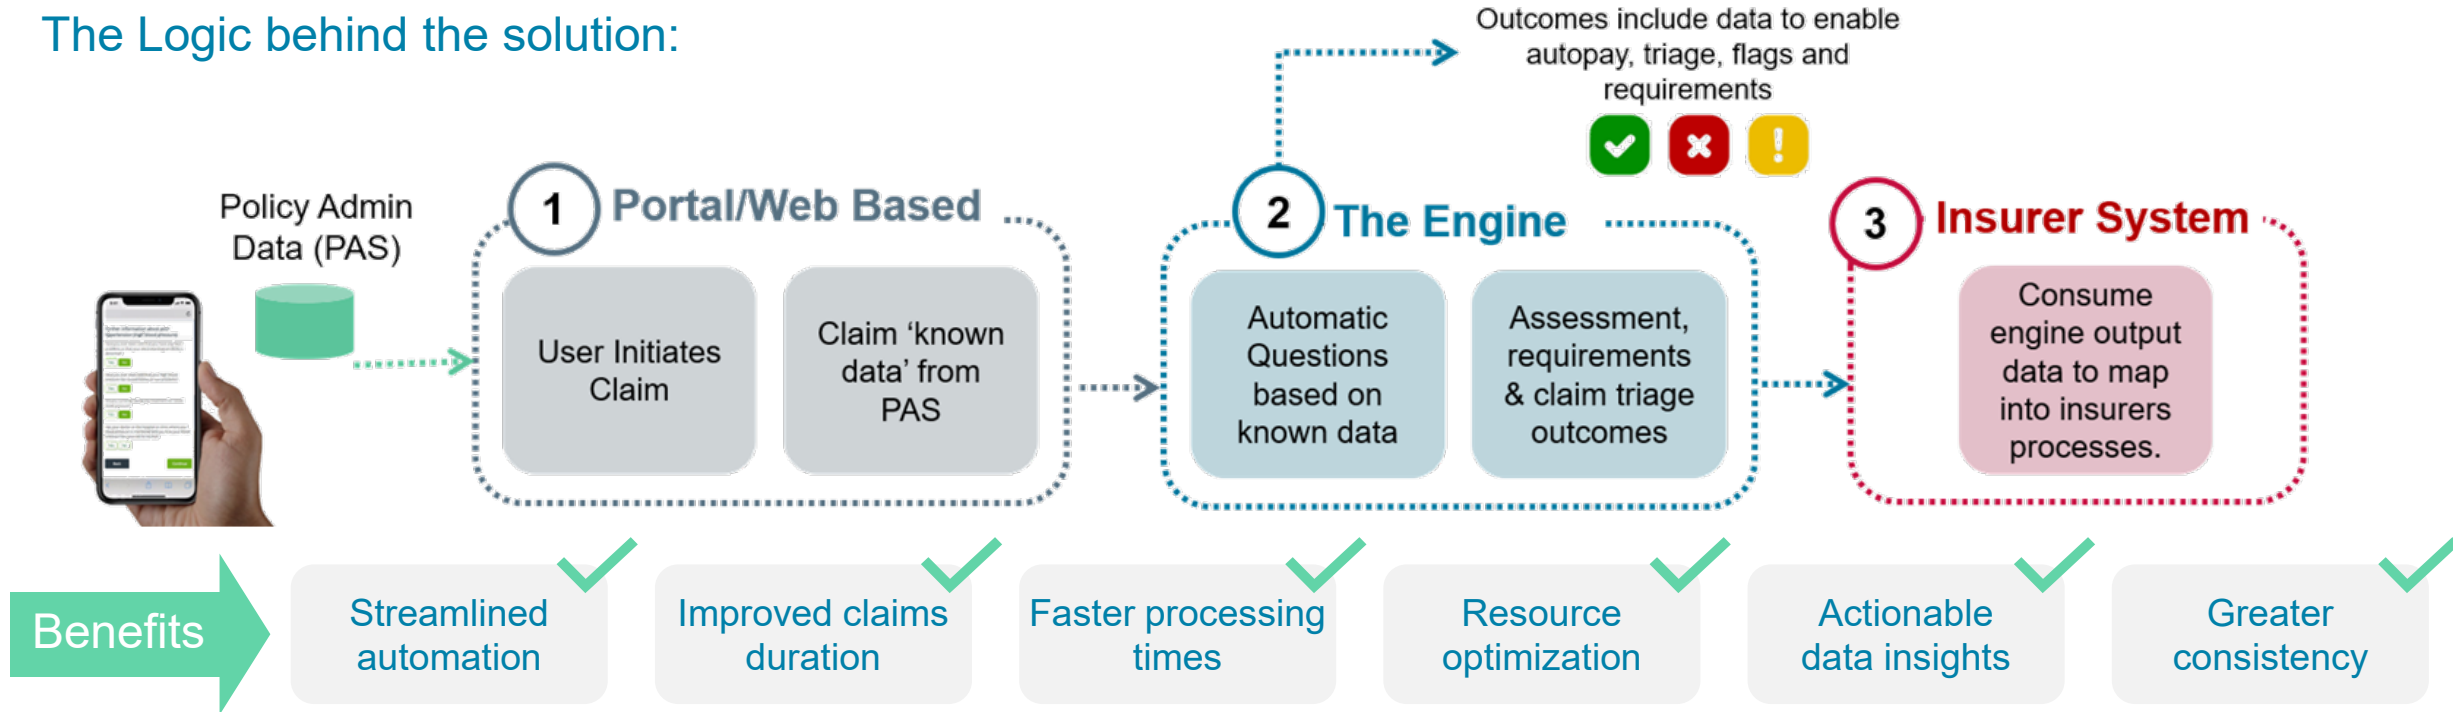 The Logic behind the solution:
Outcomes include data to enable
autopay, triage, flags and
requirements
Policy Admin
Data (PAS)
1
Portal/Web Based
User Initiates
Claim
Claim ‘known
data’ from
PAS
2
The Engine
Automatic
Questions
based on
known data
Assessment,
requirements
& claim triage
outcomes
3
Insurer System
Consume
engine output
data to map
into insurers
processes.
Benefits
Streamlined
automation
Improved claims
duration
Faster processing
times
Resource
optimization
Actionable
data insights
Greater
consistency